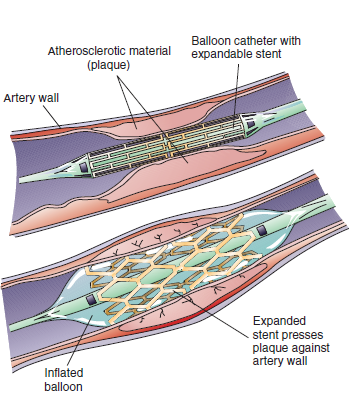 Balloon catheter with
expandable stent
Atherosclerotic material
(plaque)
Artery wall
Expanded
stent presses
plaque against
artery wall
Inflated
balloon